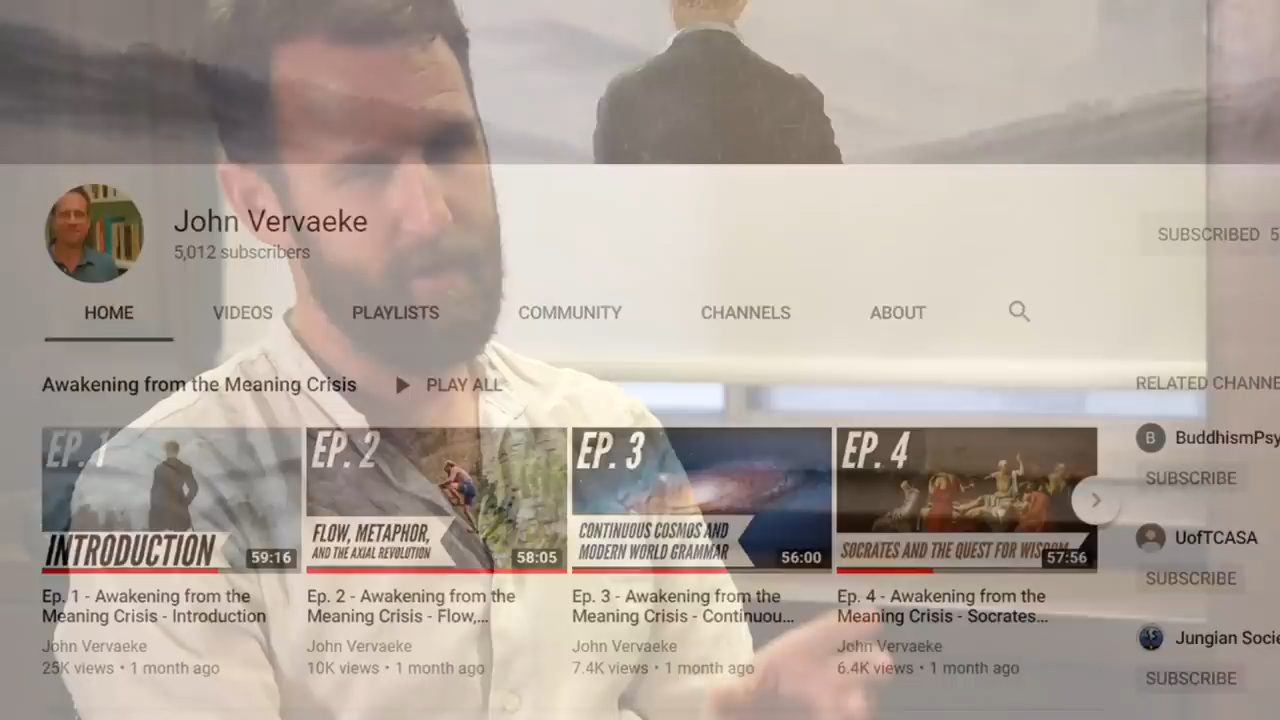 John Vervaeke
5,012 subscribers
SUBSCRIBED 5
HOME VIDEOS PLAYLISTS COMMUNITY CHANNELS ABOUT
Awakening from the Meaning Crisis PLAY ALL
RELATED CHANNE
EP. 1
INTRODUCTION
59:16
EP. 2
FLOW, METAPHOR,
AND THE AXIAL REVOLUTION
58:05
EP. 3
CONTINUOUS COSMOS AND
MODERN WORLD GRAMMAR
56:00
EP. 4
SOCRATES AND THE QUEST FOR WISDOM
57:56
Ep. 1 - Awakening from the
Meaning Crisis - Introduction
John Vervaeke
25K views • 1 month ago
Ep. 2 - Awakening from the
Meaning Crisis - Flow,...
John Vervaeke
10K views • 1 month ago
Ep. 3 - Awakening from the
Meaning Crisis - Continuou...
John Vervaeke
7.4K views • 1 month ago
Ep. 4 - Awakening from the
Meaning Crisis - Socrates...
John Vervaeke
6.4K views • 1 month ago
B BuddhismPsy
SUBSCRIBE
UofTCASA
SUBSCRIBE
Jungian Socie
SUBSCRIBE